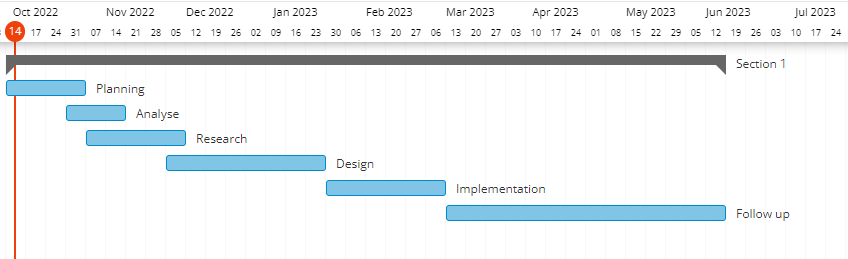 Oct 2022 Nov 2022 Dec 2022 Jan 2023 Feb 2023 Mar 2023 Apr 2023 May 2023 Jun 2023 Jul 2023
14 17 24 31 07 14 21 28 05 12 19 26 02 09 16 23 30 06 13 20 27 06 13 20 27 03 10 17 24 01 08 15 22 29 05 12 19 26 03 10 17 24
Section 1
Planning
Analyse
Research
Design
Implementation
Follow up